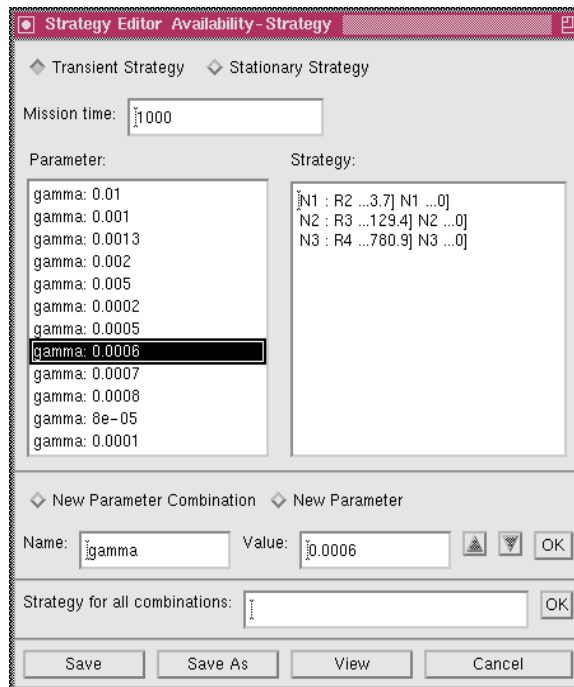 Strategy Editor Availability-Strategy
Transient Strategy Stationary Strategy
Mission time: 1000
Parameter: Strategy:
gamma: 0.01
gamma: 0.001
gamma: 0.0013
gamma: 0.002
gamma: 0.005
gamma: 0.0002
gamma: 0.0005
gamma: 0.0006
gamma: 0.0007
gamma: 0.0008
gamma: 8e-05
gamma: 0.0001
N1 : R2 ...3.7] N1 ...0]
N2 : R3 ...129.4] N2 ...0]
N3 : R4 ...780.9] N3 ...0]
New Parameter Combination New Parameter
Name: gamma Value: 0.0006 OK
Strategy for all combinations: OK
Save Save As View Cancel